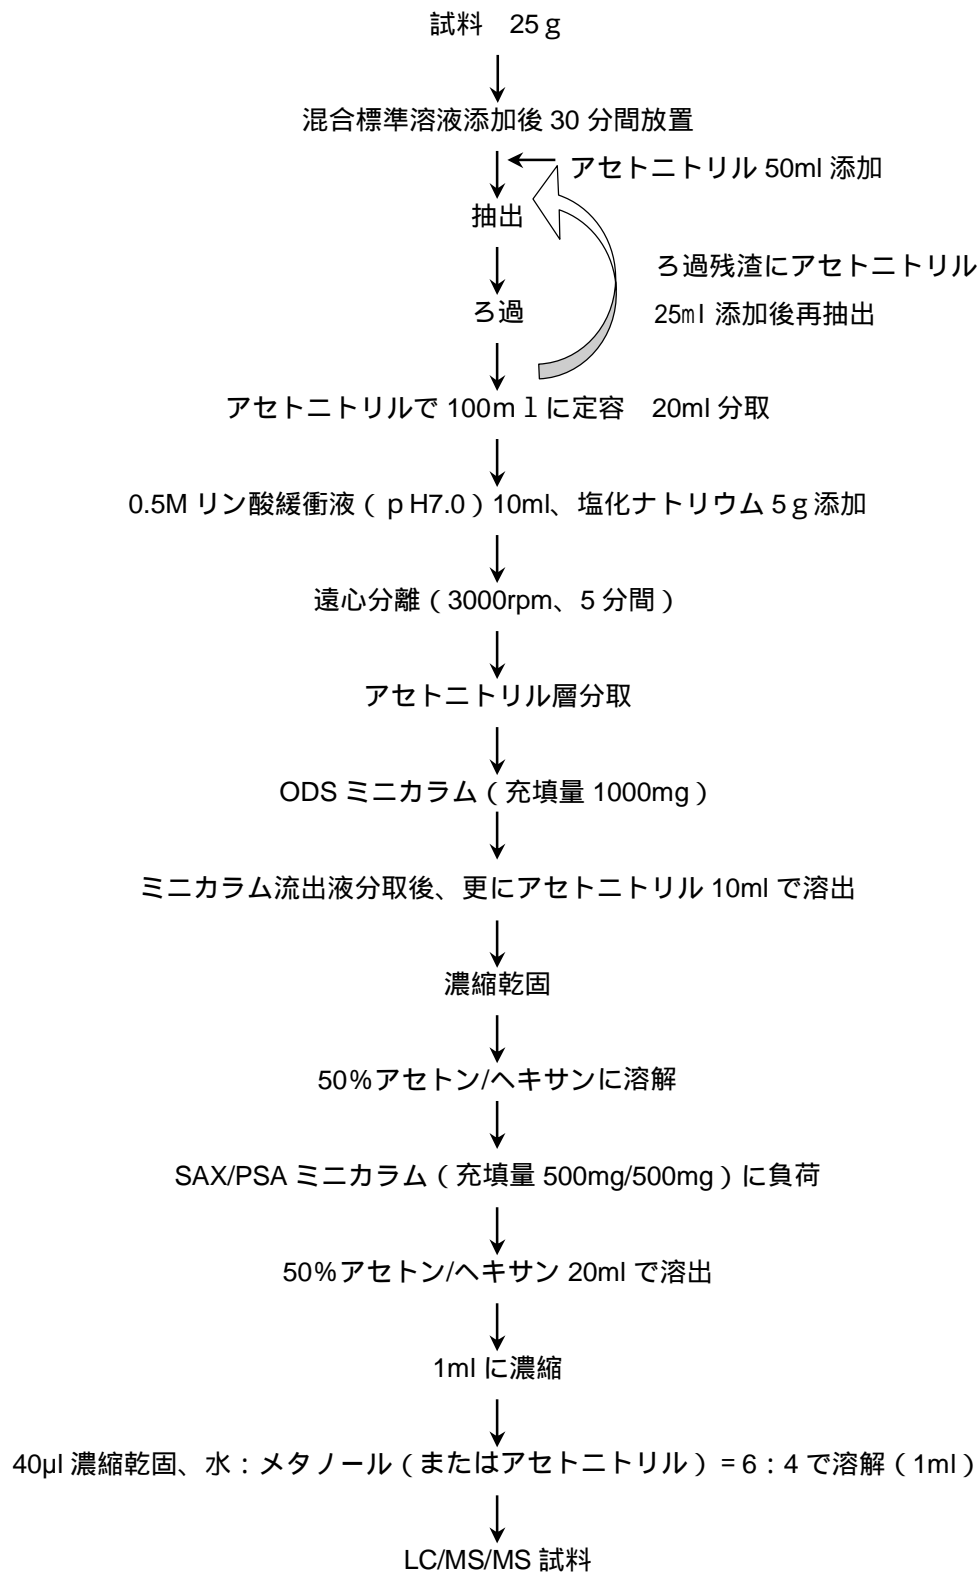 試料　25ｇ
混合標準溶液添加後 30 分間放置
アセトニトリル 50ml 添加
抽出
ろ過残渣にアセトニトリル
25ml 添加後再抽出
ろ過
アセトニトリルで 100ｍｌに定容　20ml 分取
0.5M リン酸緩衝液（ｐH7.0）10ml、塩化ナトリウム 5ｇ添加
遠心分離（3000rpm、5 分間）
アセトニトリル層分取
ODS ミニカラム（充填量 1000mg）
ミニカラム流出液分取後、更にアセトニトリル 10ml で溶出
濃縮乾固
50%アセトン/ヘキサンに溶解
SAX/PSA ミニカラム（充填量 500mg/500mg）に負荷
50%アセトン/ヘキサン 20ml で溶出
1ml に濃縮
40μl 濃縮乾固、水：メタノール（またはアセトニトリル）＝6：4 で溶解（1ml）
LC/MS/MS 試料